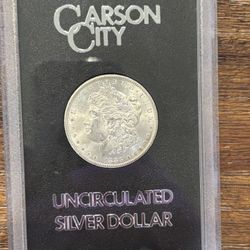 CARSON
CITY
UNCIRCULATED
SILVER DOLLAR